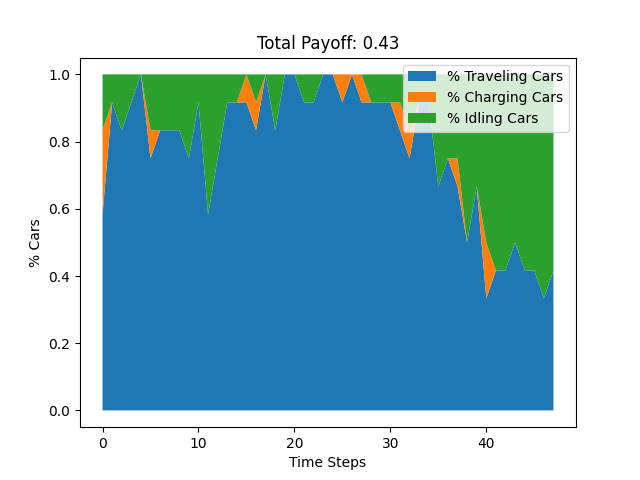 Total Payoff: 0.43
% Traveling Cars
% Charging Cars
% Idling Cars
1.0
0.8
0.6
0.4
0.2
0.0
% Cars
0
10
20
30
40
Time Steps